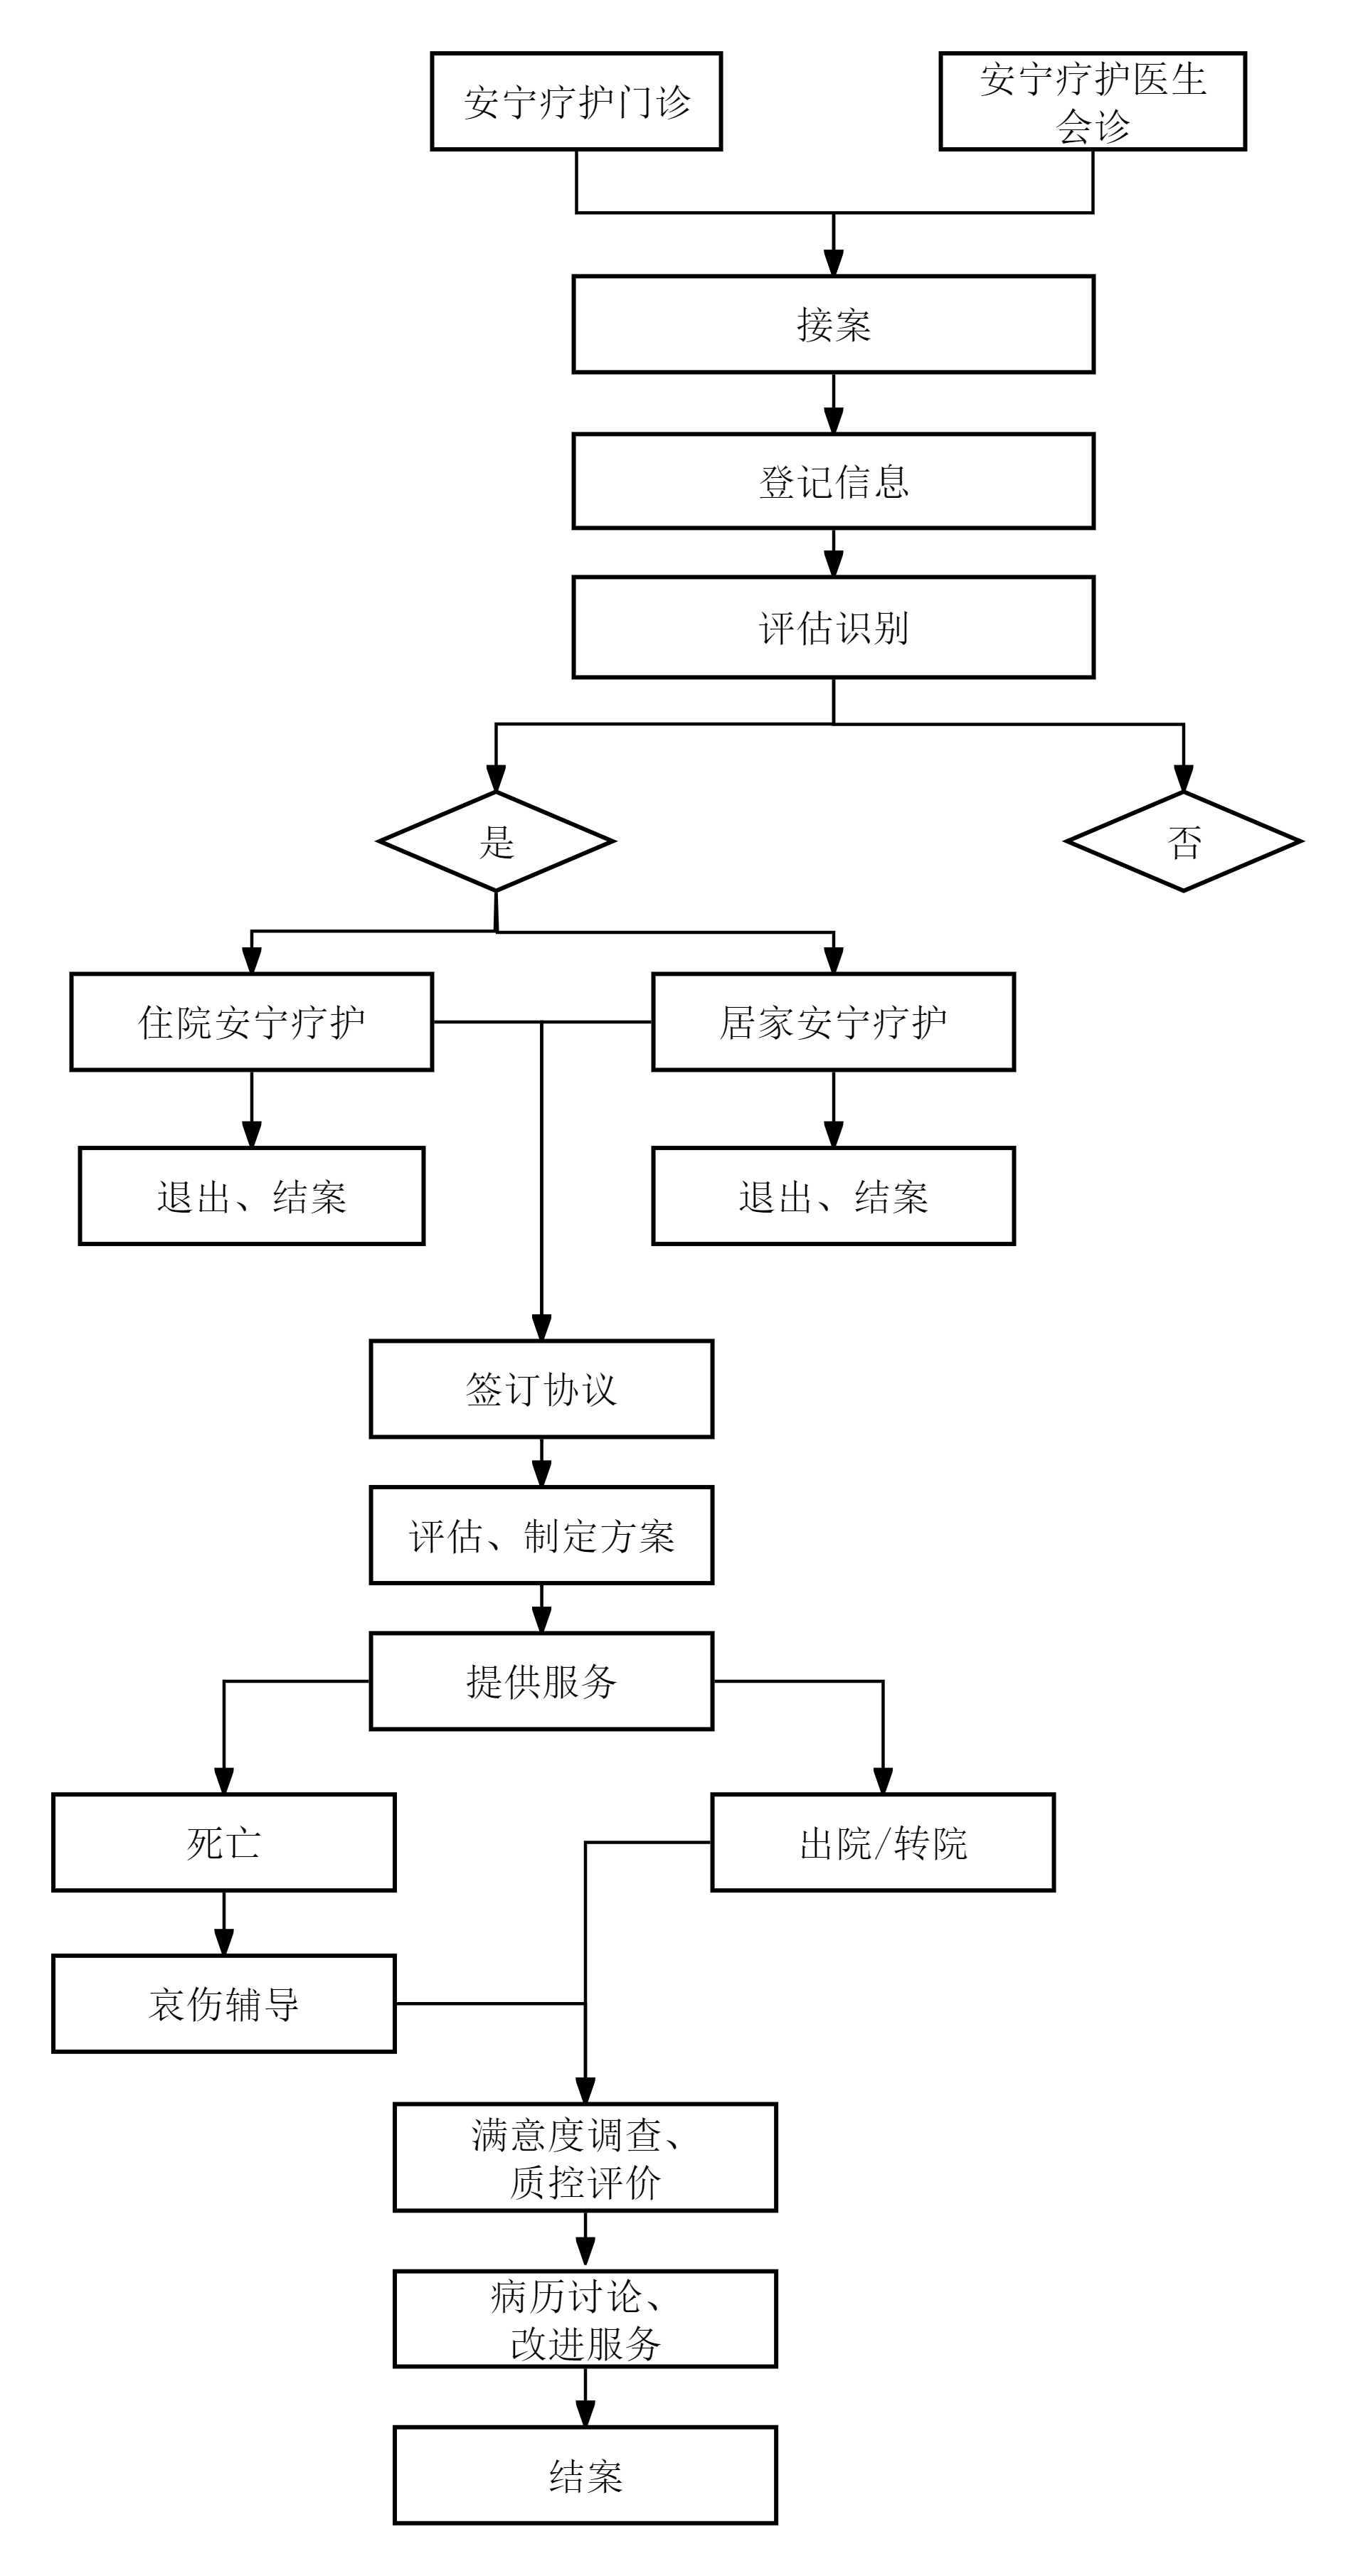 安宁疗护门诊
安宁疗护医生
会诊
接案
登记信息
评估识别
是
否
住院安宁疗护
居家安宁疗护
退出、结案
退出、结案
签订协议
评估、制定方案
提供服务
死亡
出院/转院
哀伤辅导
满意度调查、
质控评价
病历讨论、
改进服务
结案